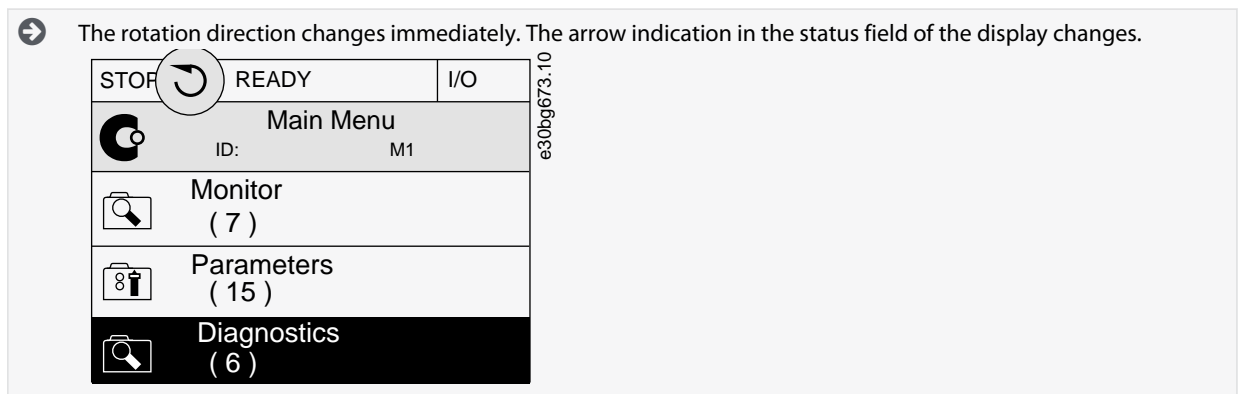 The rotation direction changes immediately. The arrow indication in the status field of the display changes.
STOP READY I/O
Main Menu
ID: M1
Monitor
( 7 )
Parameters
( 15 )
Diagnostics
( 6 )
e30bg673.10